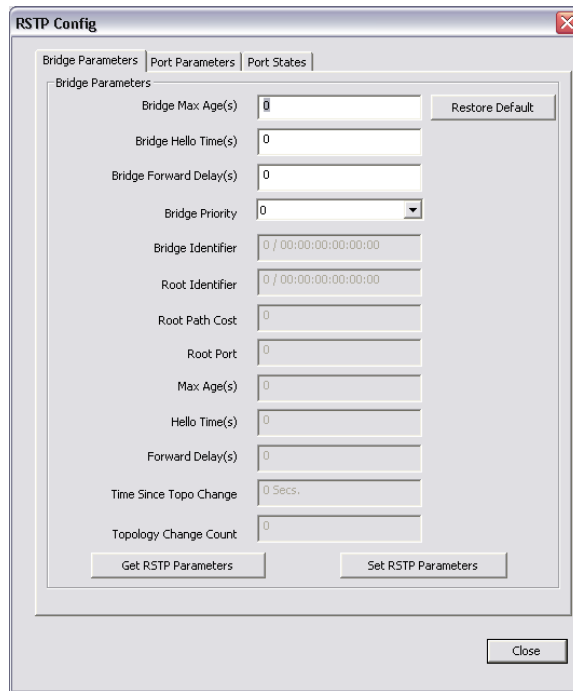 RSTP Config
Bridge Parameters Port Parameters Port States
Bridge Parameters
Bridge Max Age(s) 0 Restore Default
Bridge Hello Time(s) 0
Bridge Forward Delay(s) 0
Bridge Priority 0
Bridge Identifier 0 / 00:00:00:00:00:00
Root Identifier 0 / 00:00:00:00:00:00
Root Path Cost 0
Root Port 0
Max Age(s) 0
Hello Time(s) 0
Forward Delay(s) 0
Time Since Topo Change 0 Secs.
Topology Change Count 0
Get RSTP Parameters Set RSTP Parameters
Close